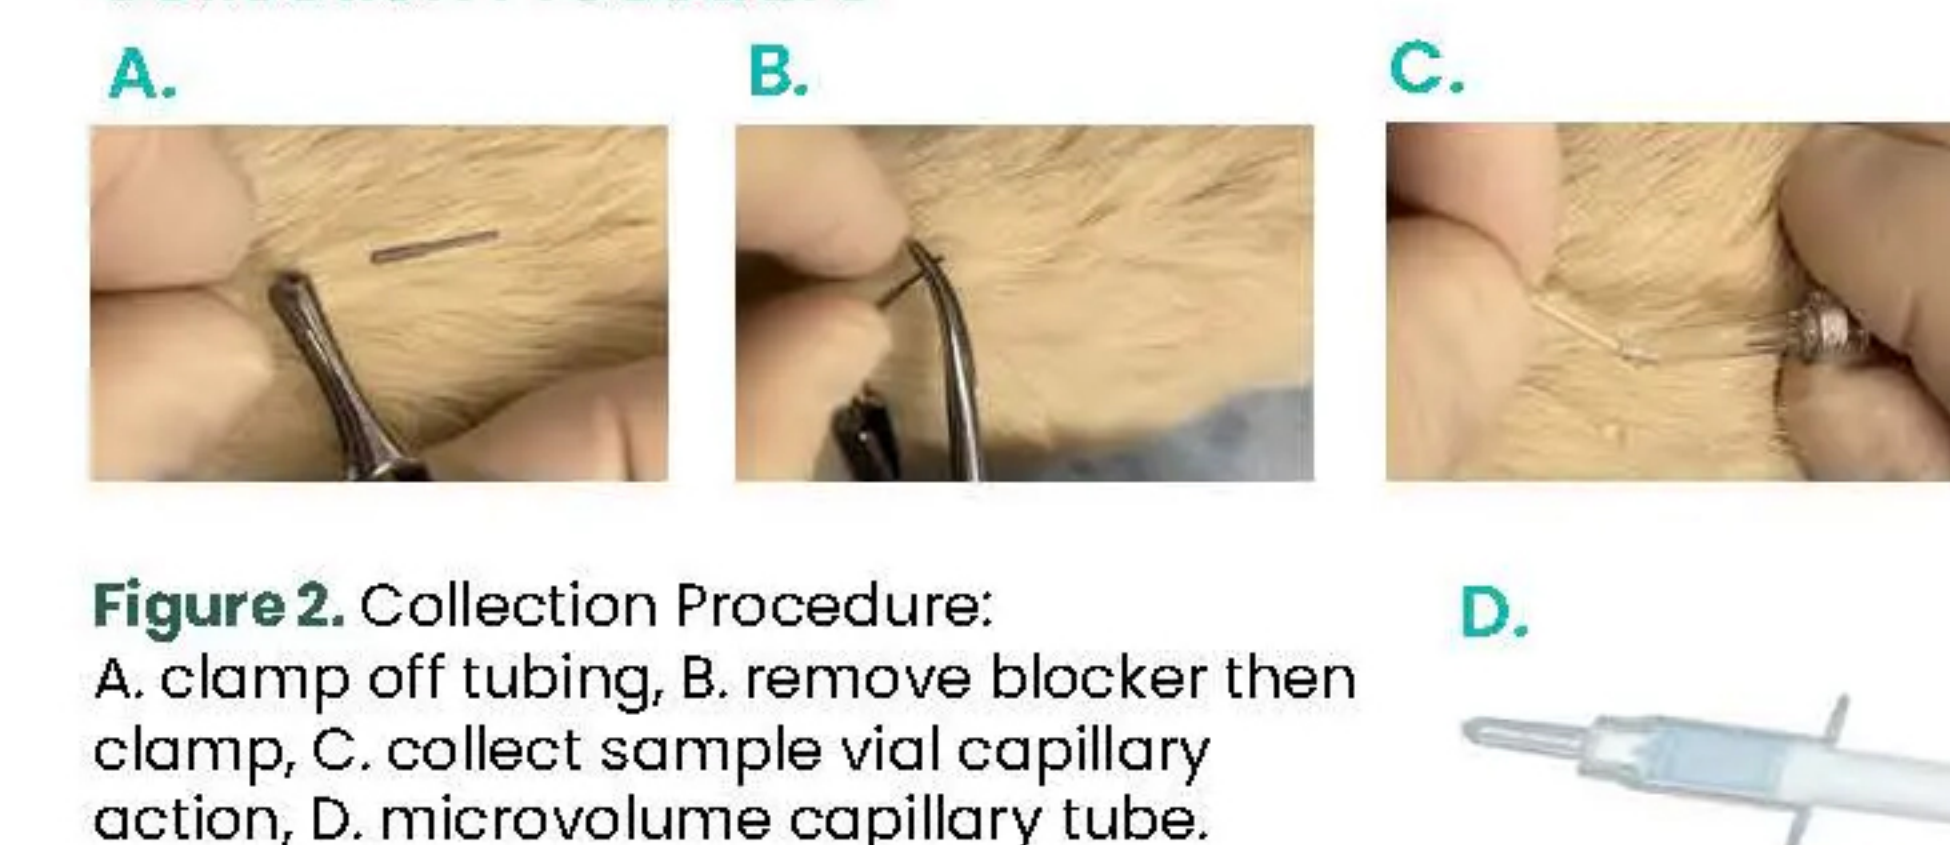 A.
B.
C.
Figure 2. Collection Procedure:
A. clamp off tubing, B. remove blocker then
clamp, C. collect sample vial capillary
action, D. microvolume capillary tube.
D.